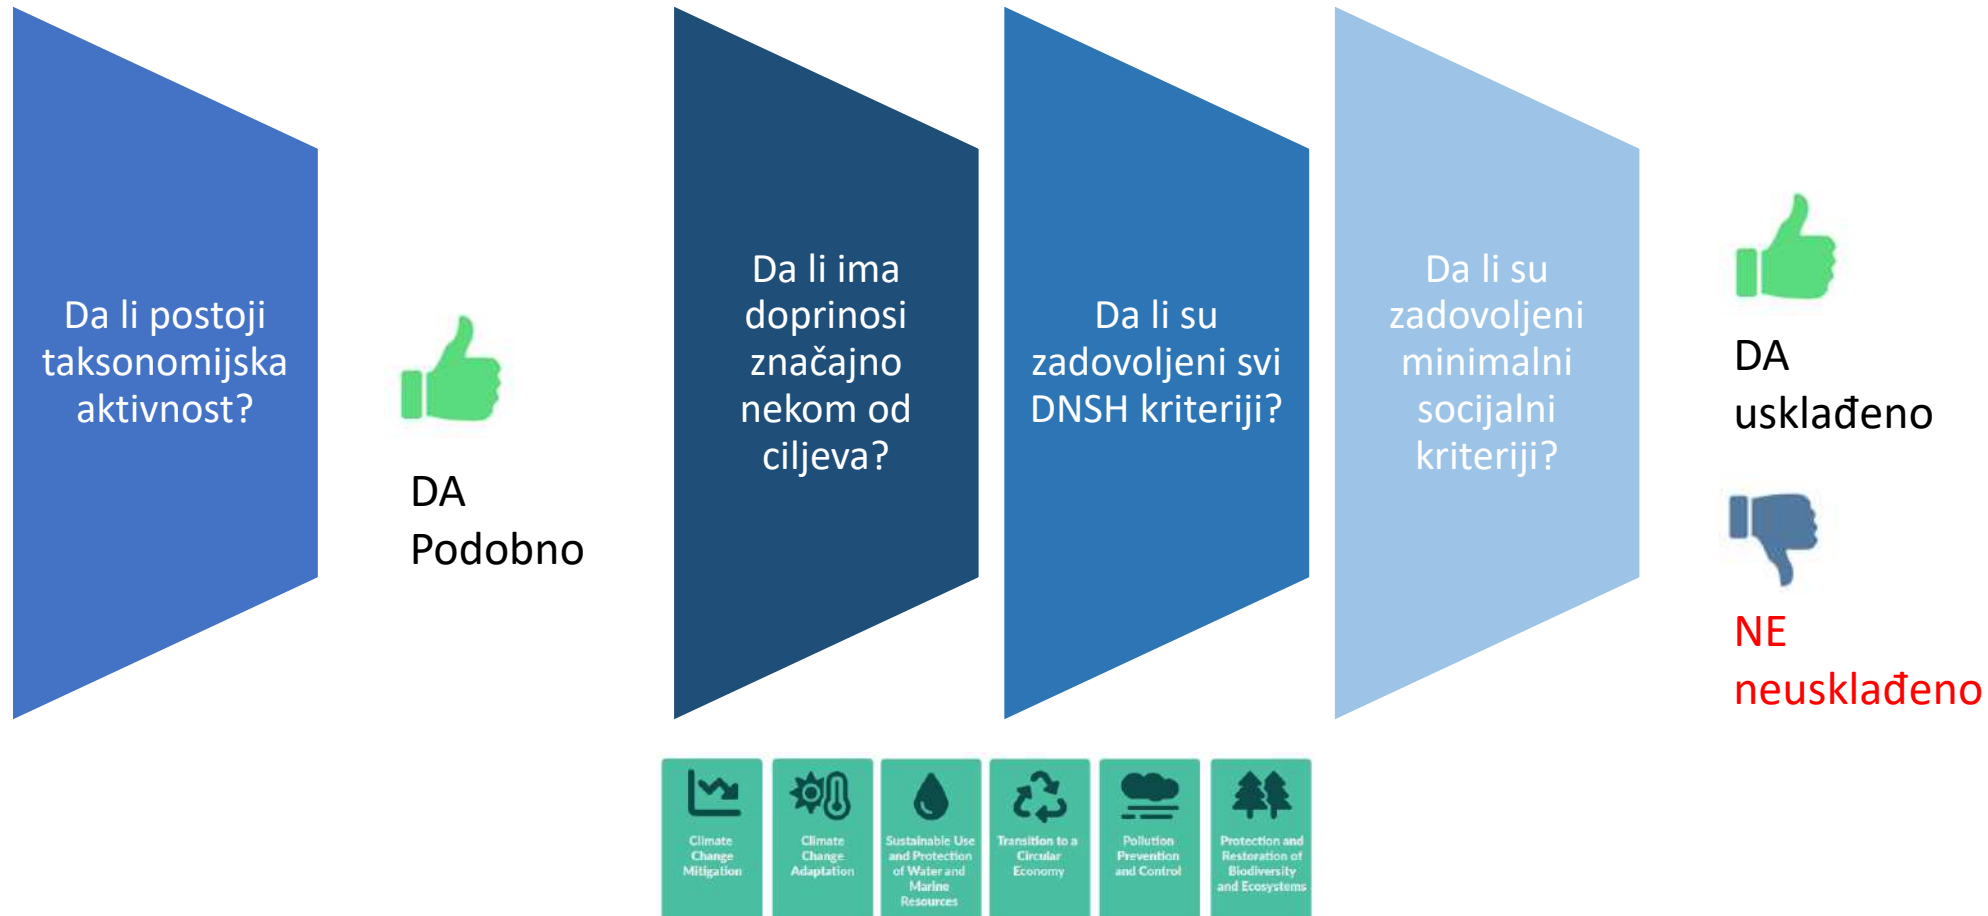 Da li postoji
taksonomijska
aktivnost?
DA
Podobno
Da li ima
doprinosi
značajno
nekom od
ciljeva?
Da li su
zadovoljeni svi
DNSH kriteriji?
Da li su
zadovoljeni
minimalni
socijalni
kriteriji?
DA
usklađeno
NE
neusklađeno
Climate
Change
Mitigation
Climate
Change
Adaptation
Sustainable Use
and Protection
of Water and
Marine
Resources
Transition to a
Circular
Economy
Pollution
Prevention
and Control
Protection and
Restoration of
Biodiversity
and Ecosystems